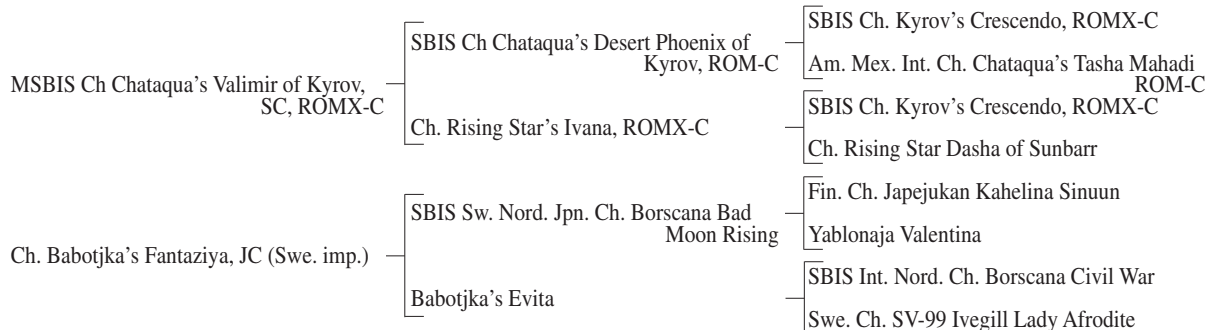 SBIS Ch. Kyrov's Crescendo, ROMX-C
SBIS Ch Chataqua's Desert Phoenix of
Kyrov, ROM-C
Am. Mex. Int. Ch. Chataqua's Tasha Mahadi
ROM-C
MSBIS Ch Chataqua's Valimir of Kyrov,
SC, ROMX-C
SBIS Ch. Kyrov's Crescendo, ROMX-C
Ch. Rising Star's Ivana, ROMX-C
Ch. Rising Star Dasha of Sunbarr
Fin. Ch. Japejukan Kahelina Sinuun
SBIS Sw. Nord. Jpn. Ch. Borscana Bad
Moon Rising
Yablonaja Valentina
Ch. Babotjka's Fantaziya, JC (Swe. imp.)
SBIS Int. Nord. Ch. Borscana Civil War
Babotjka's Evita
Swe. Ch. SV-99 Ivegill Lady Afrodite